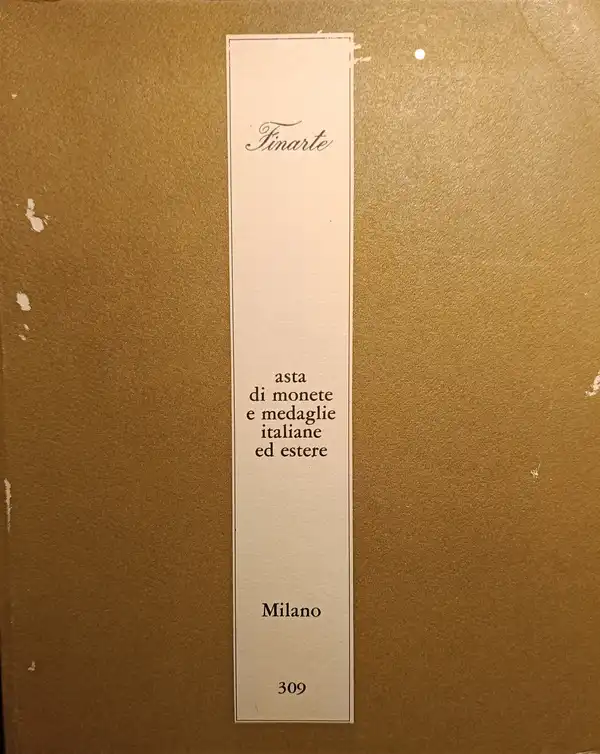 Finarte
asta
di monete
e medaglie
italiane
ed estere
Milano
309